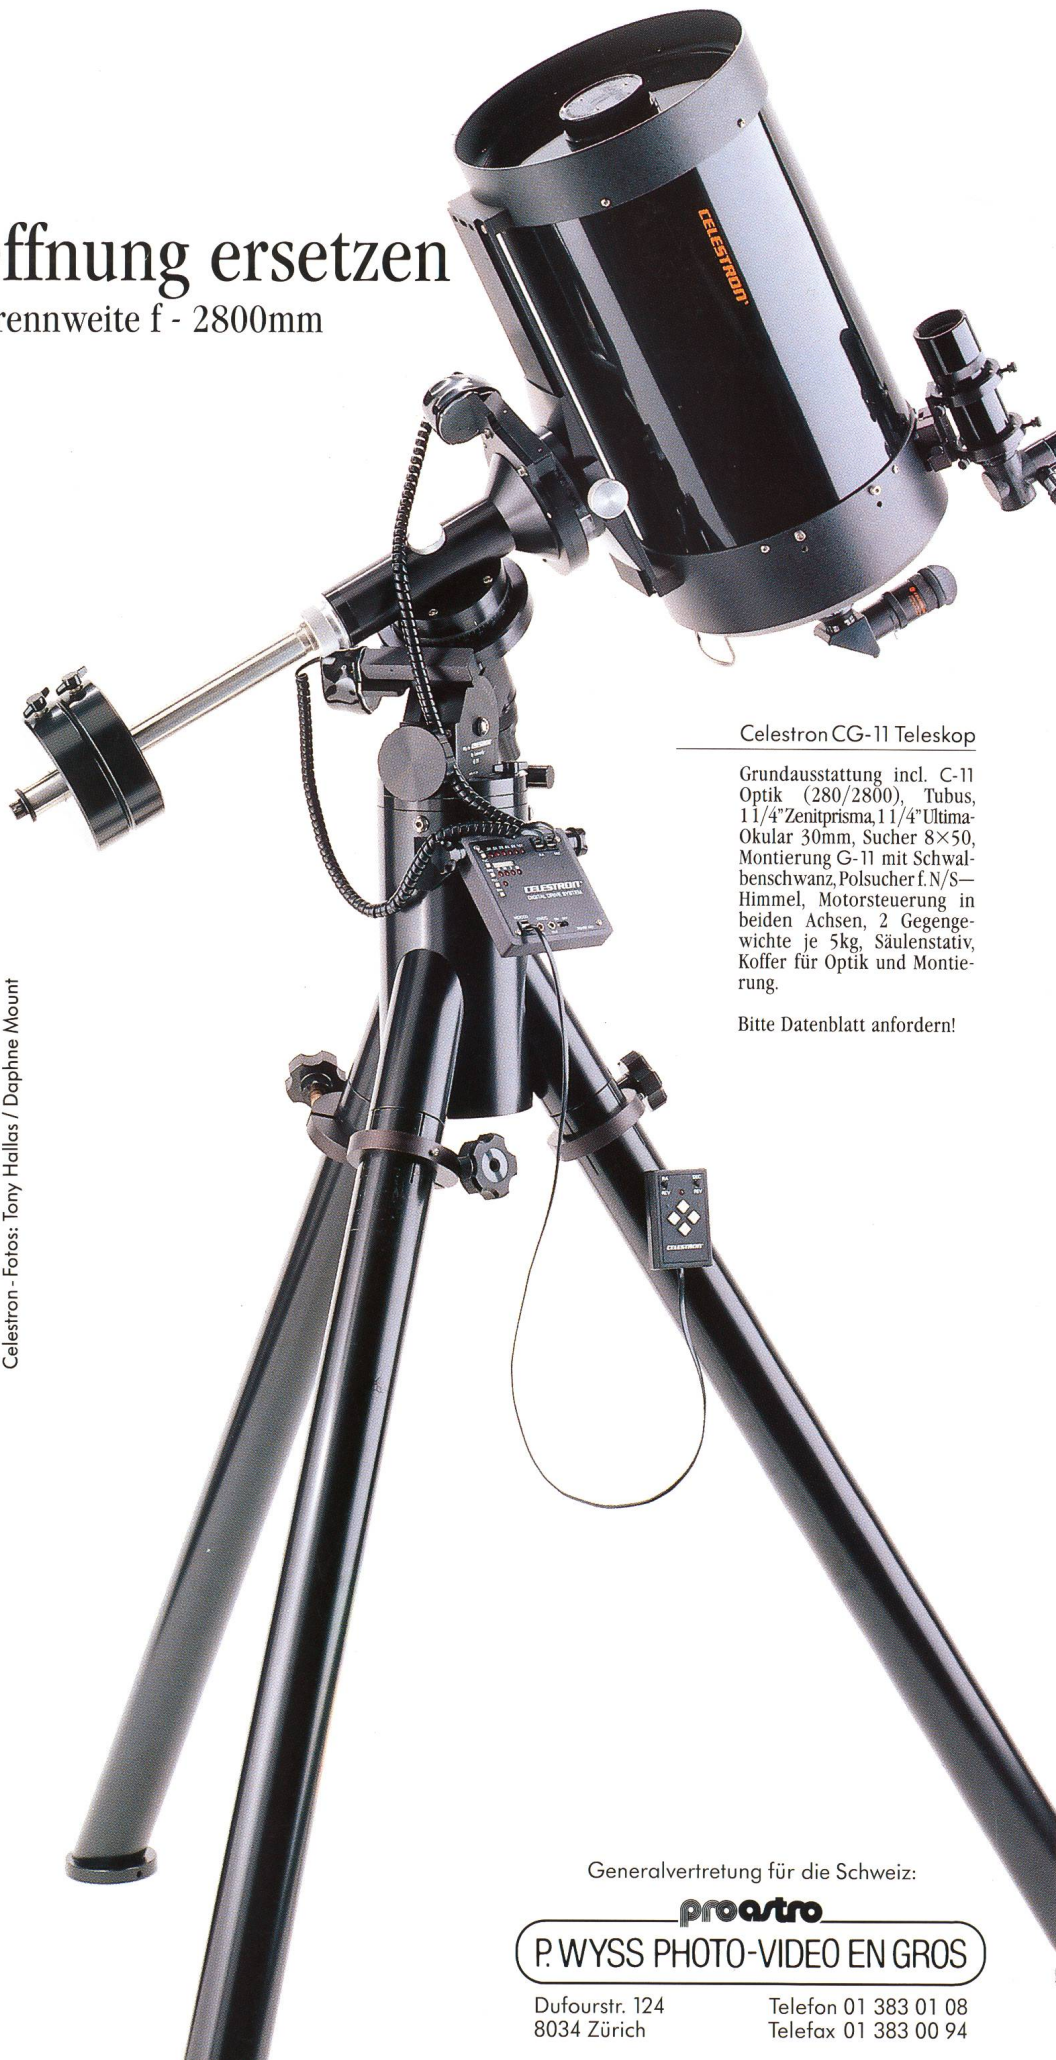 ffnung ersetzen
rennweite f - 2800mm
CELESTRON
Celestron CG-11 Teleskop
Grundausstattung incl. C-11
Optik (280/2800), Tubus,
1 1/4” Zenitprisma, 1 1/4” Ultima-
Okular 30mm, Sucher 8×50,
Montierung G-11 mit Schwal-
benschwanz, Polsucher f. N/S—
Himmel, Motorsteuerung in
beiden Achsen, 2 Gegenge-
wichte je 5kg, Säulenstativ,
Koffer für Optik und Montie-
rung.
Bitte Datenblatt anfordern!
CELESTRON
DIGITAL DRIVE SYSTEM
RA DEC
REV REV
CELESTRON
Celestron - Fotos: Tony Hallas / Daphne Mount
Generalvertretung für die Schweiz:
proastro
P. WYSS PHOTO-VIDEO EN GROS
Dufourstr. 124 Telefon 01 383 01 08
8034 Zürich Telefax 01 383 00 94